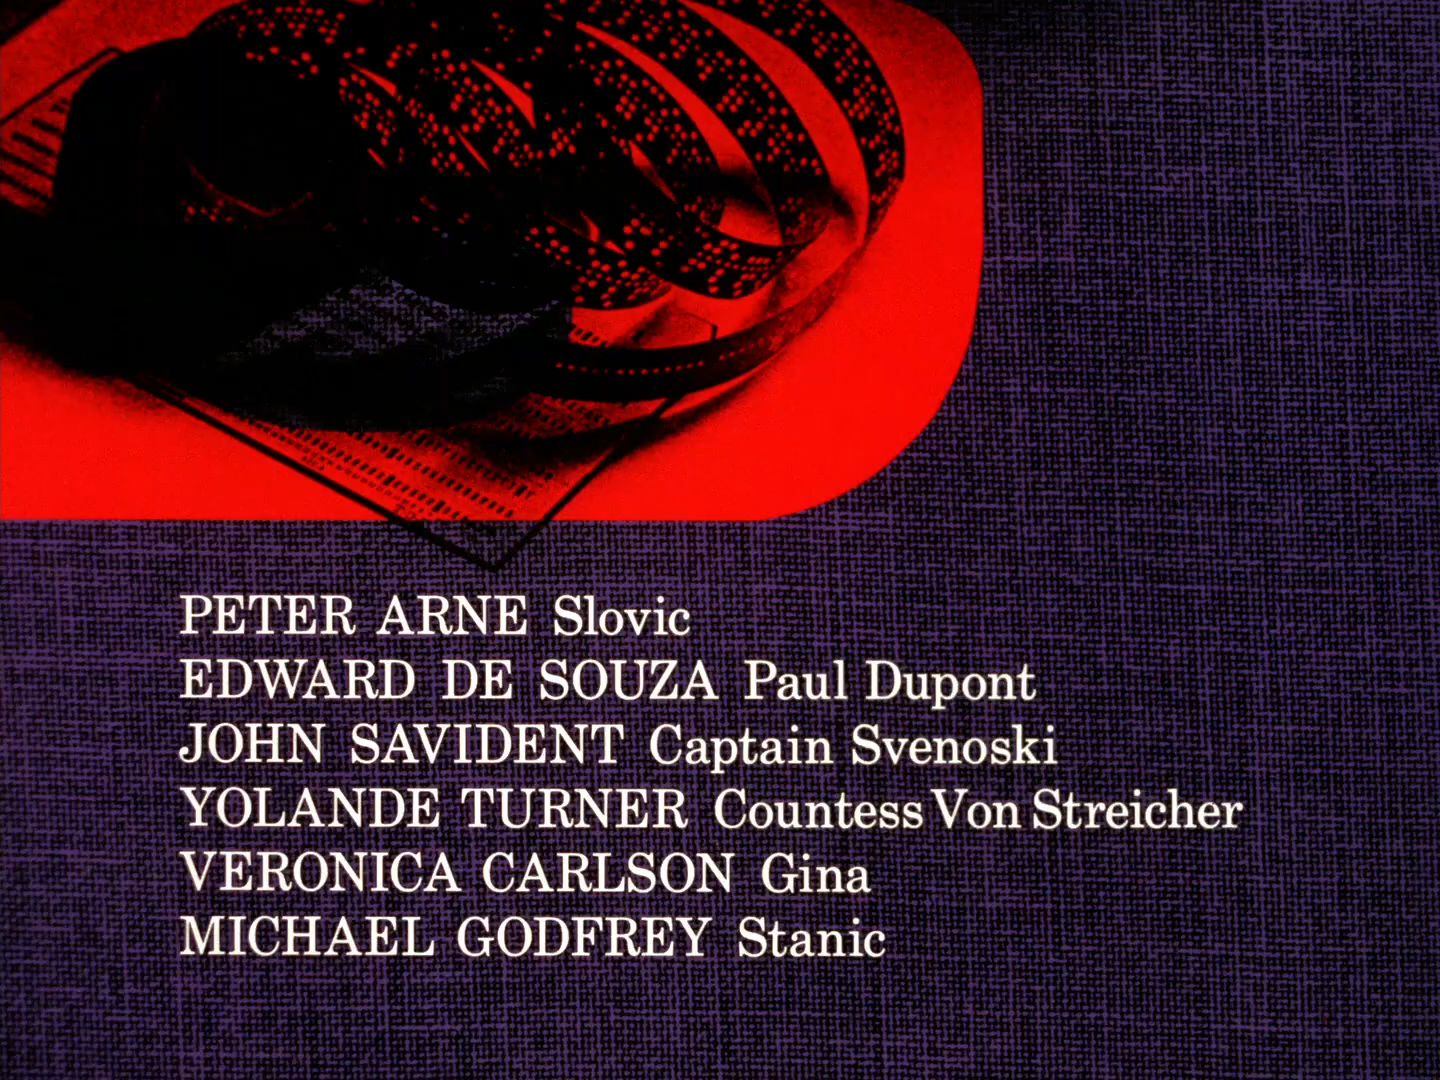 PETER ARNE Slovic
EDWARD DE SOUZA Paul Dupont
JOHN SAVIDENT Captain Svenoski
YOLANDE TURNER Countess Von Streicher
VERONICA CARLSON Gina
MICHAEL GODFREY Stanic